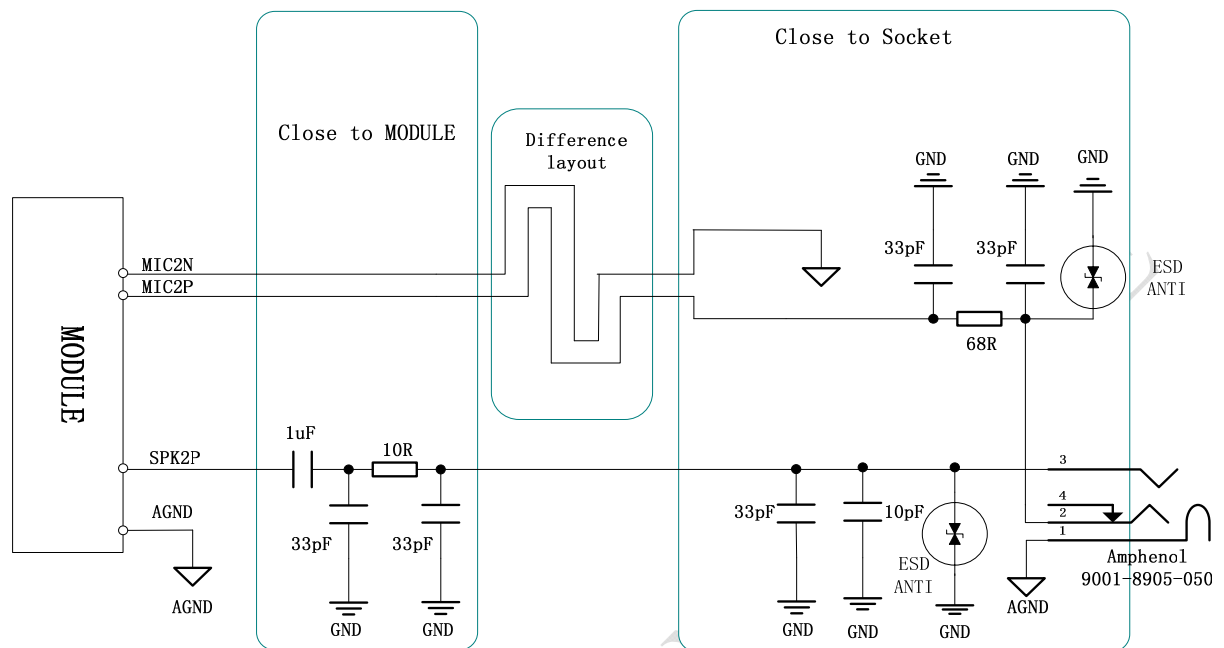 Close to Socket
Close to MODULE
Difference
layout
GND
GND
GND
33pF
33pF
ESD
ANTI
68R
MIC2N
MIC2P
MODULE
SPK2P
AGND
AGND
1uF
10R
33pF
33pF
GND
GND
33pF
10pF
ESD
ANTI
GND
GND
GND
3
4
2
1
AGND
Amphenol
9001-8905-050